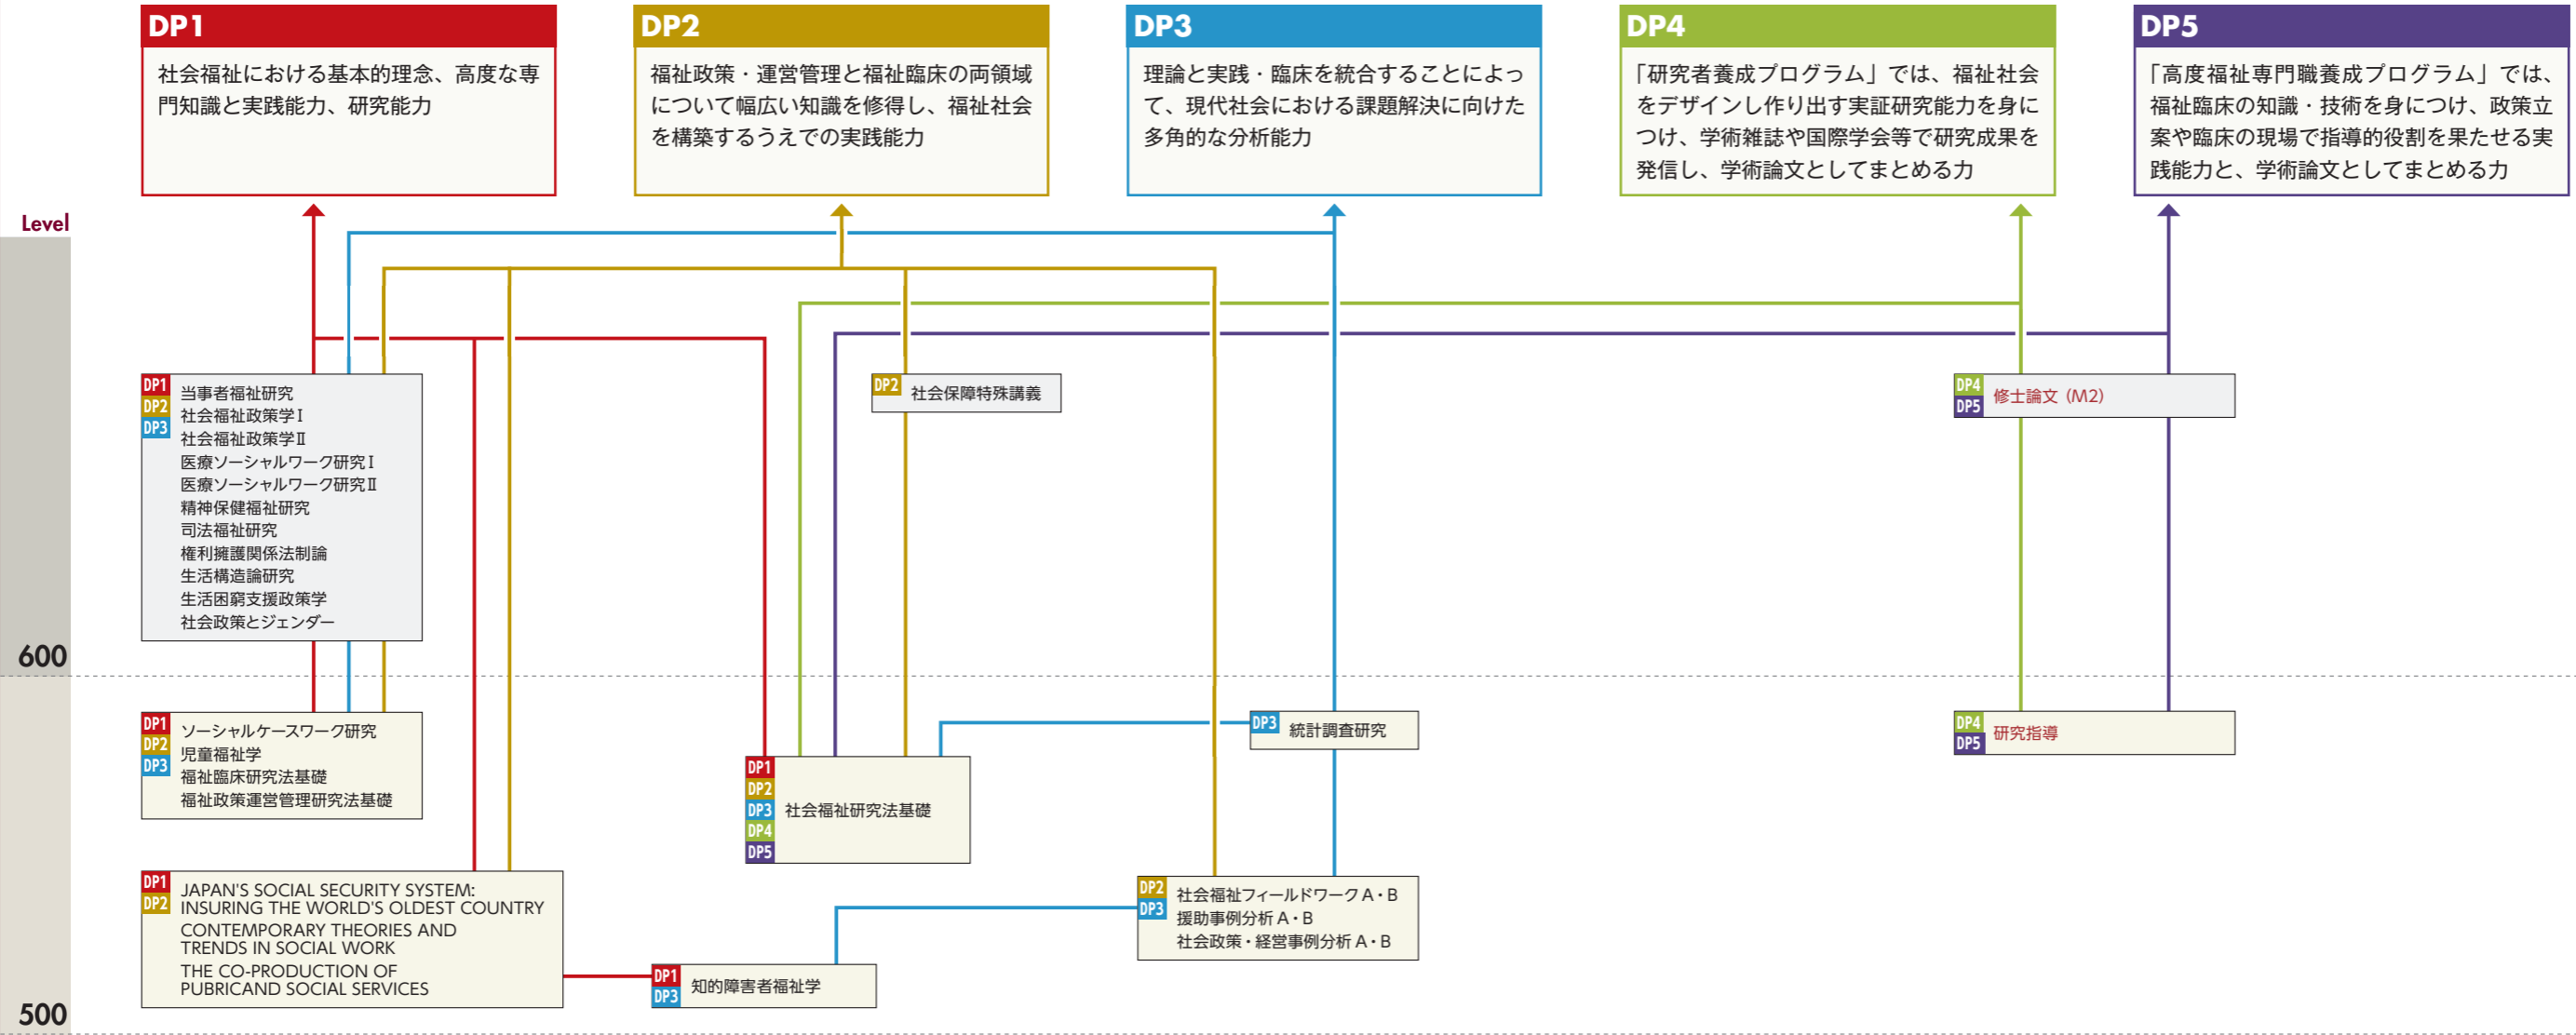 DP1
社会福祉における基本的理念、高度な専
門知識と実践能力、研究能力
DP2
福祉政策・運営管理と福祉臨床の両領域
について幅広い知識を修得し、福祉社会
を構築するうえでの実践能力
DP3
理論と実践・臨床を統合することによっ
て、現代社会における課題解決に向けた
多角的な分析能力
DP4
「研究者養成プログラム」では、福祉社会
をデザインし作り出す実証研究能力を身に
つけ、学術雑誌や国際学会等で研究成果を
発信し、学術論文としてまとめる力
DP5
「高度福祉専門職養成プログラム」では、
福祉臨床の知識・技術を身につけ、政策立
案や臨床の現場で指導的役割を果たせる実
践能力と、学術論文としてまとめる力
Level
DP1
DP2
DP3
当事者福祉研究
社会福祉政策学Ⅰ
社会福祉政策学Ⅱ
医療ソーシャルワーク研究Ⅰ
医療ソーシャルワーク研究Ⅱ
精神保健福祉研究
司法福祉研究
権利擁護関係法制論
生活構造論研究
生活困窮支援政策学
社会政策とジェンダー
DP2
社会保障特殊講義
DP4
DP5
修士論文（M2）
600
DP1
DP2
DP3
ソーシャルケースワーク研究
児童福祉学
福祉臨床研究法基礎
福祉政策運営管理研究法基礎
DP1
DP2
DP3
DP4
DP5
社会福祉研究法基礎
DP3
統計調査研究
DP4
DP5
研究指導
DP1
DP2
JAPAN'S SOCIAL SECURITY SYSTEM:
INSURING THE WORLD'S OLDEST COUNTRY
CONTEMPORARY THEORIES AND
TRENDS IN SOCIAL WORK
THE CO-PRODUCTION OF
PUBRICAND SOCIAL SERVICES
DP1
DP3
知的障害者福祉学
DP2
DP3
社会福祉フィールドワーク A・B
援助事例分析 A・B
社会政策・経営事例分析 A・B
500